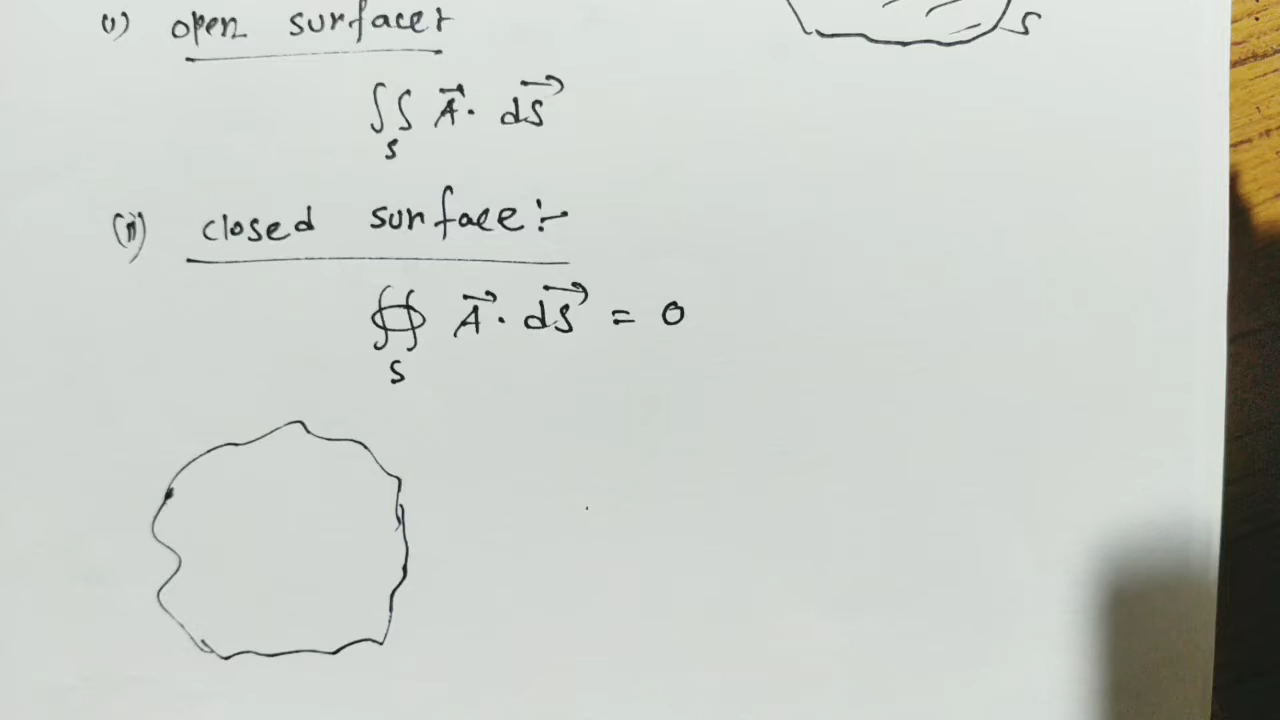 (i) open surface:-
S
∬ A⃗ · dS⃗
S
(ii) closed surface:-
∯ A⃗ · dS⃗ = 0
S